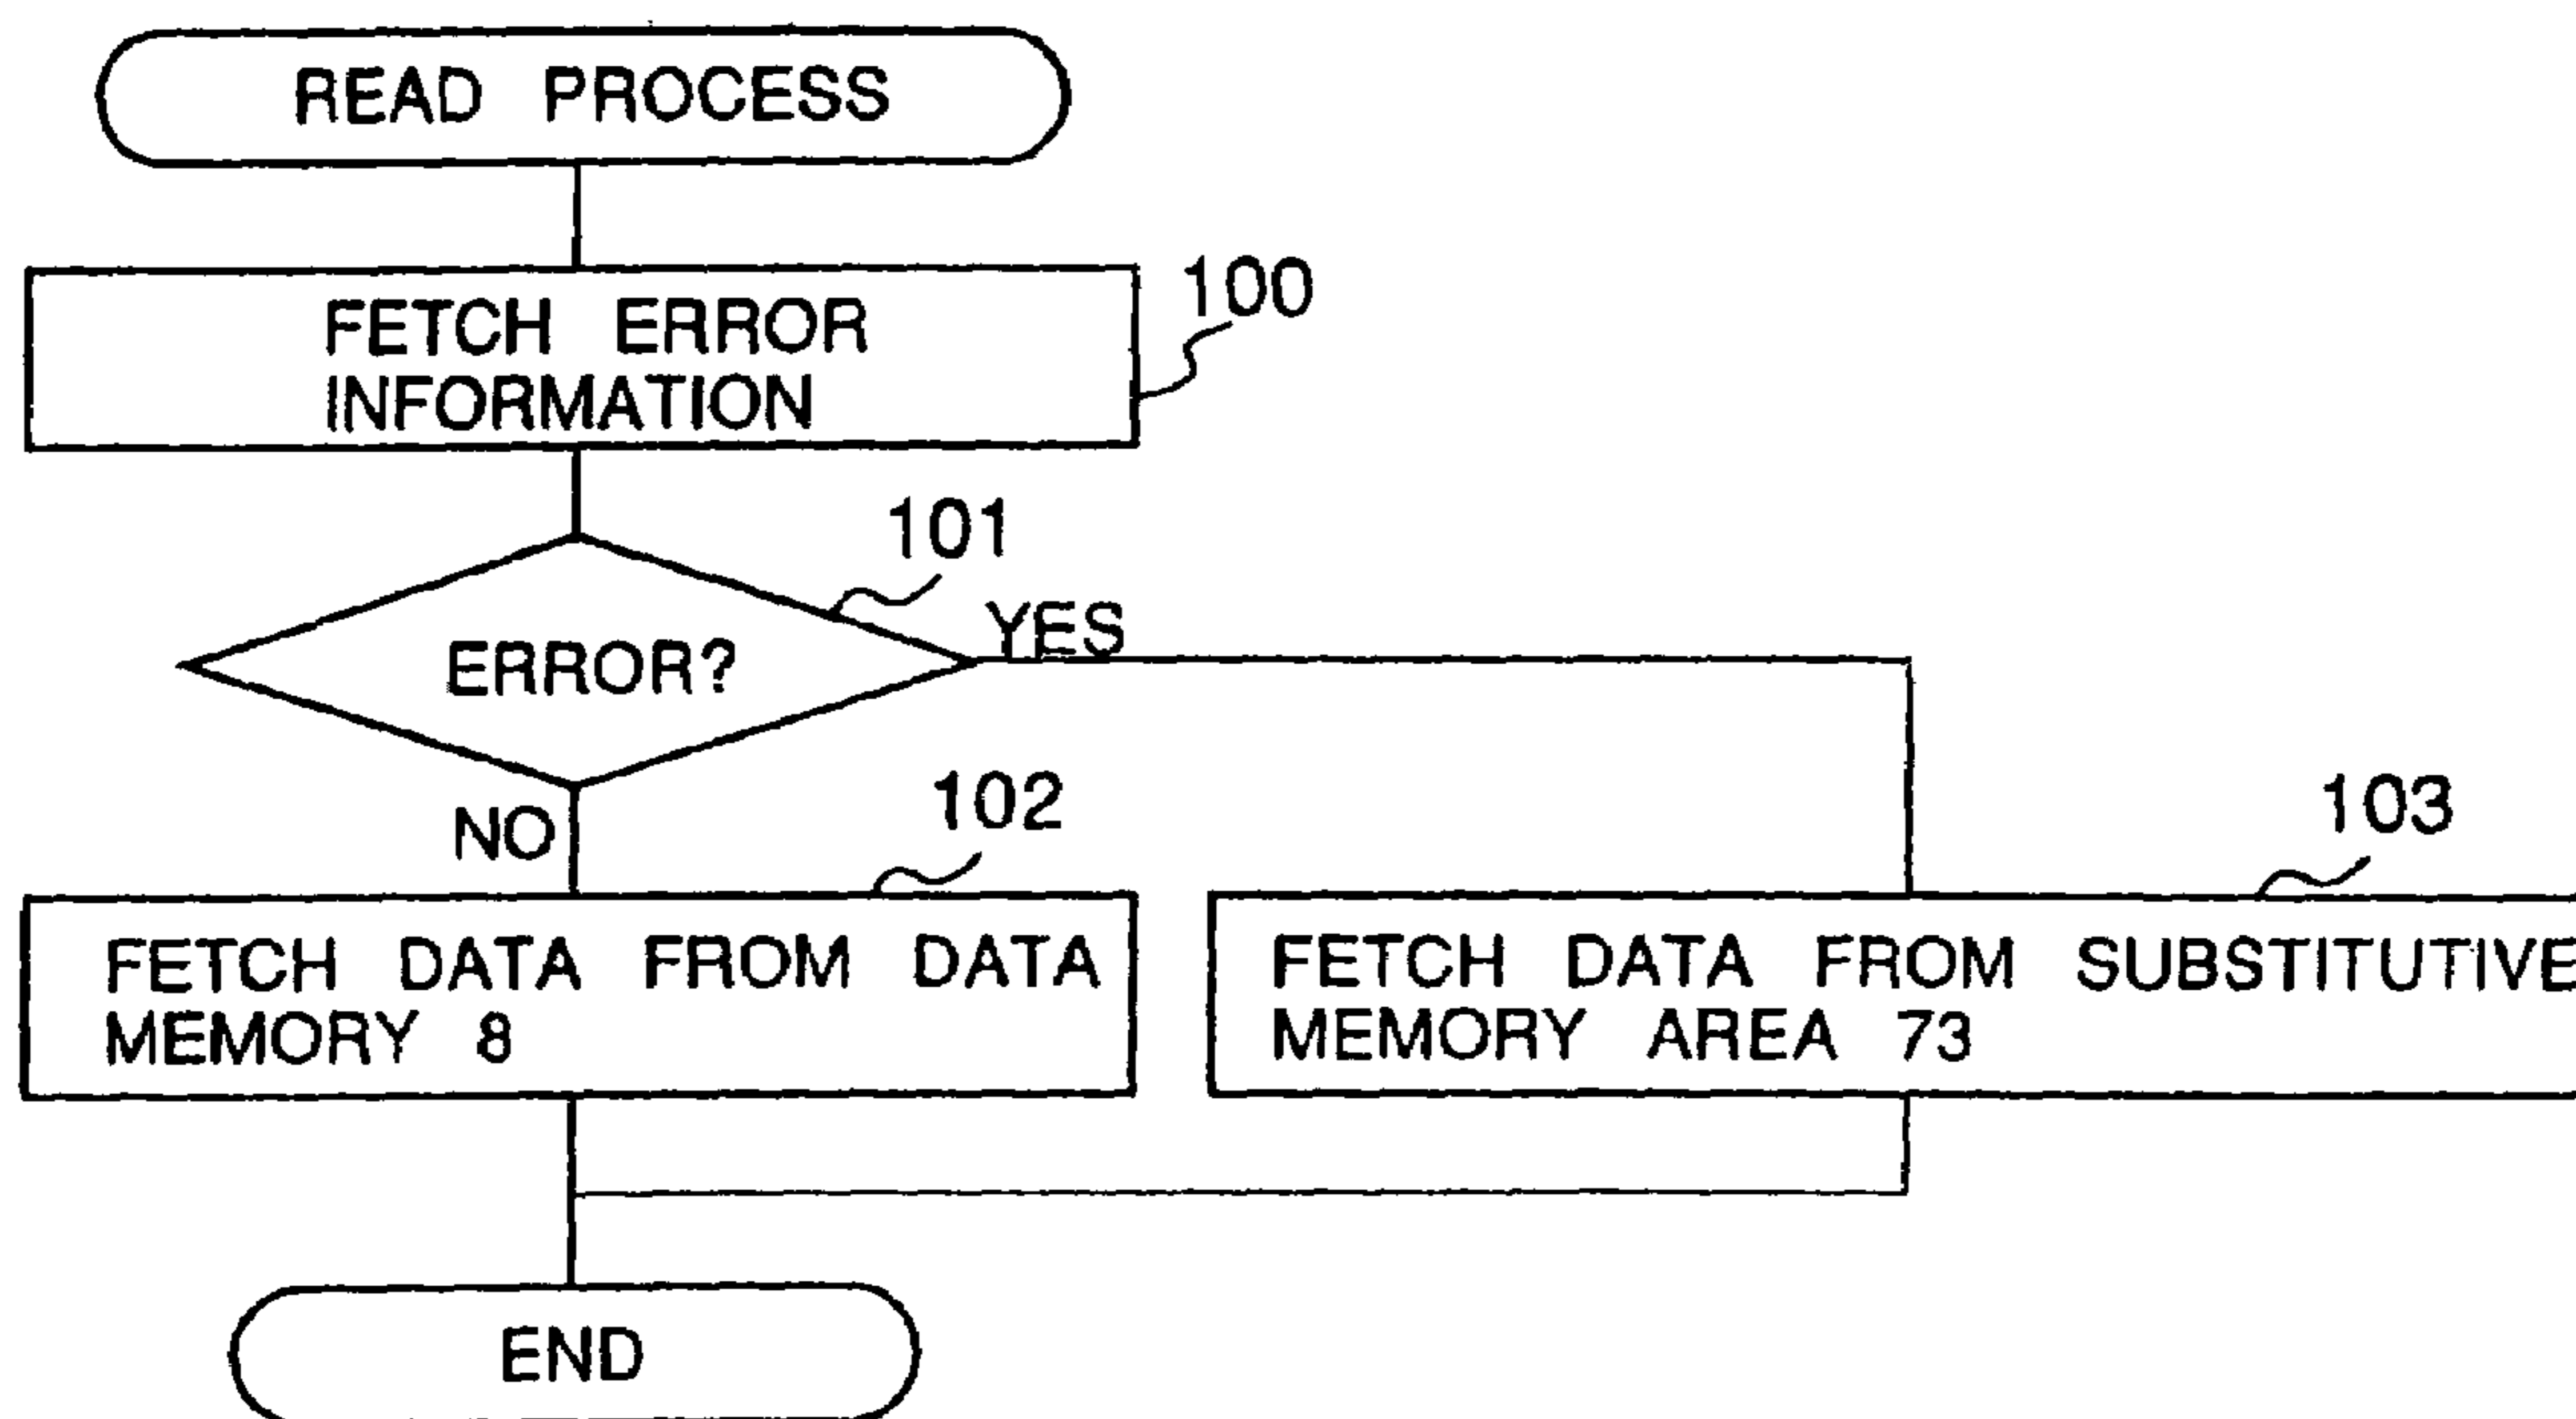 READ PROCESS
FETCH ERROR
INFORMATION
100
101
ERROR?
YES
NO
102
103
FETCH DATA FROM DATA
MEMORY 8
FETCH DATA FROM SUBSTITUTIVE
MEMORY AREA 73
END